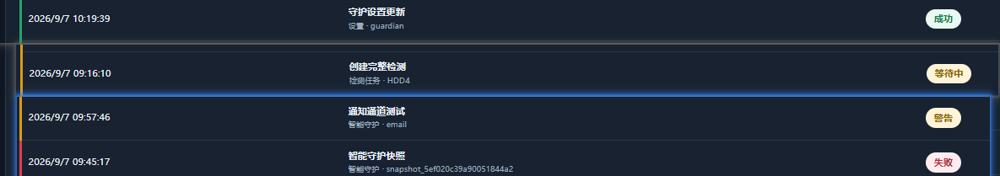 2026/9/7 10:19:39
守护设置更新
设置 · guardian
成功
2026/9/7 09:16:10
创建完整检测
检测任务 · HDD4
等待中
2026/9/7 09:57:46
通知通道测试
智能守护 · email
警告
2026/9/7 09:45:17
智能守护快照
智能守护 · snapshot_5ef020c39a90051844a2
失败